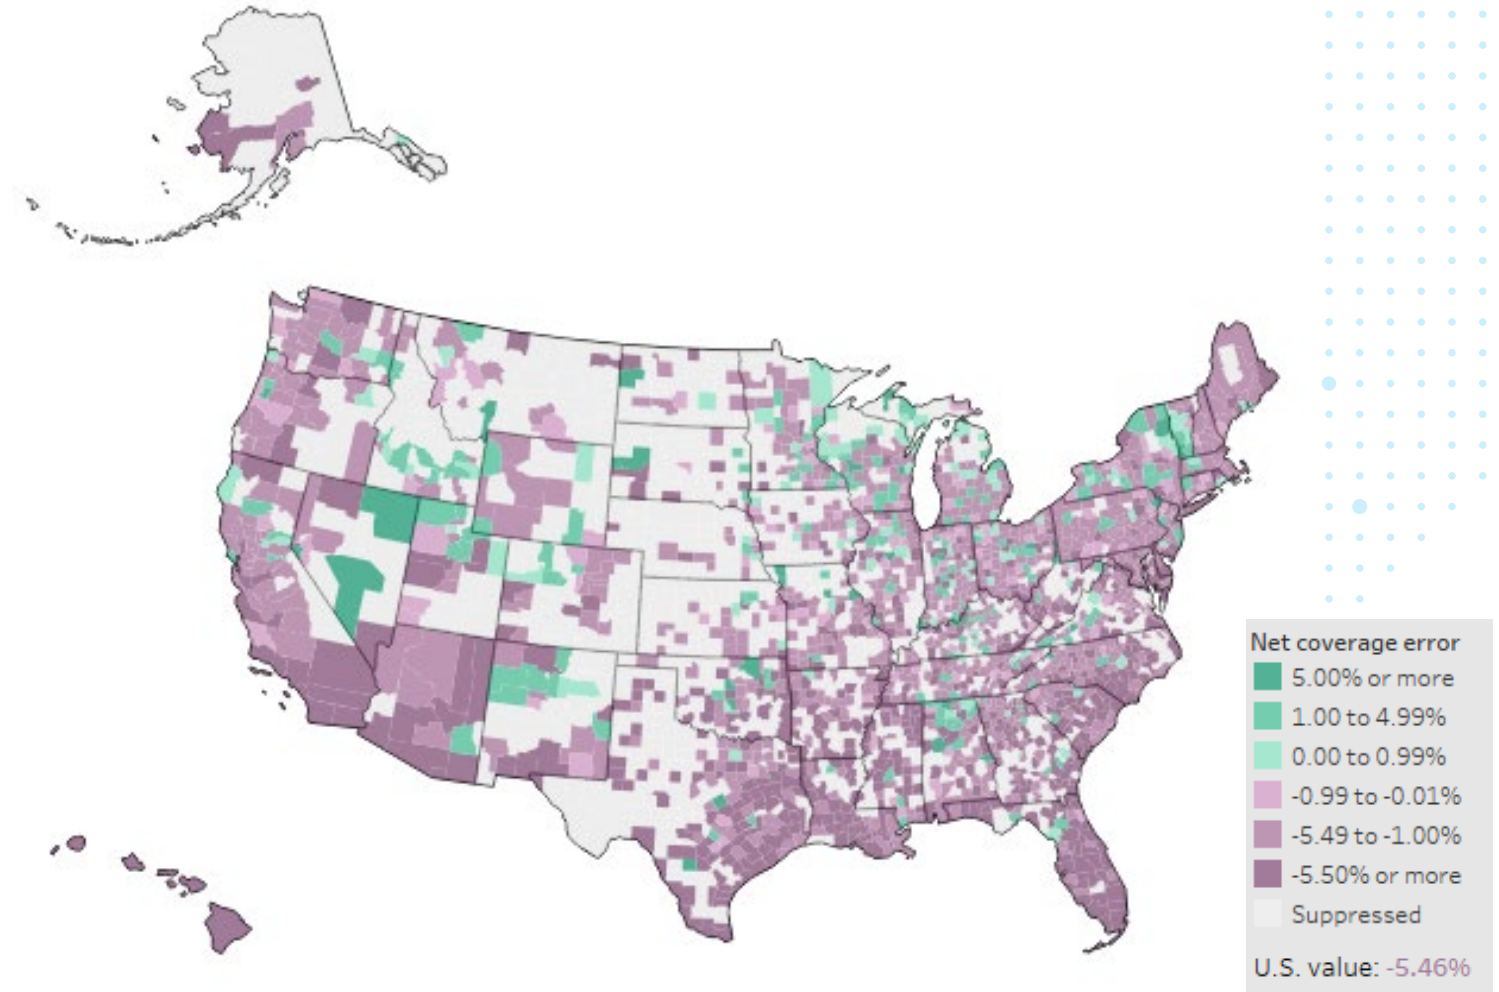 Net coverage error
5.00% or more
1.00 to 4.99%
0.00 to 0.99%
-0.99 to -0.01%
-5.49 to -1.00%
-5.50% or more
Suppressed
U.S. value: -5.46%